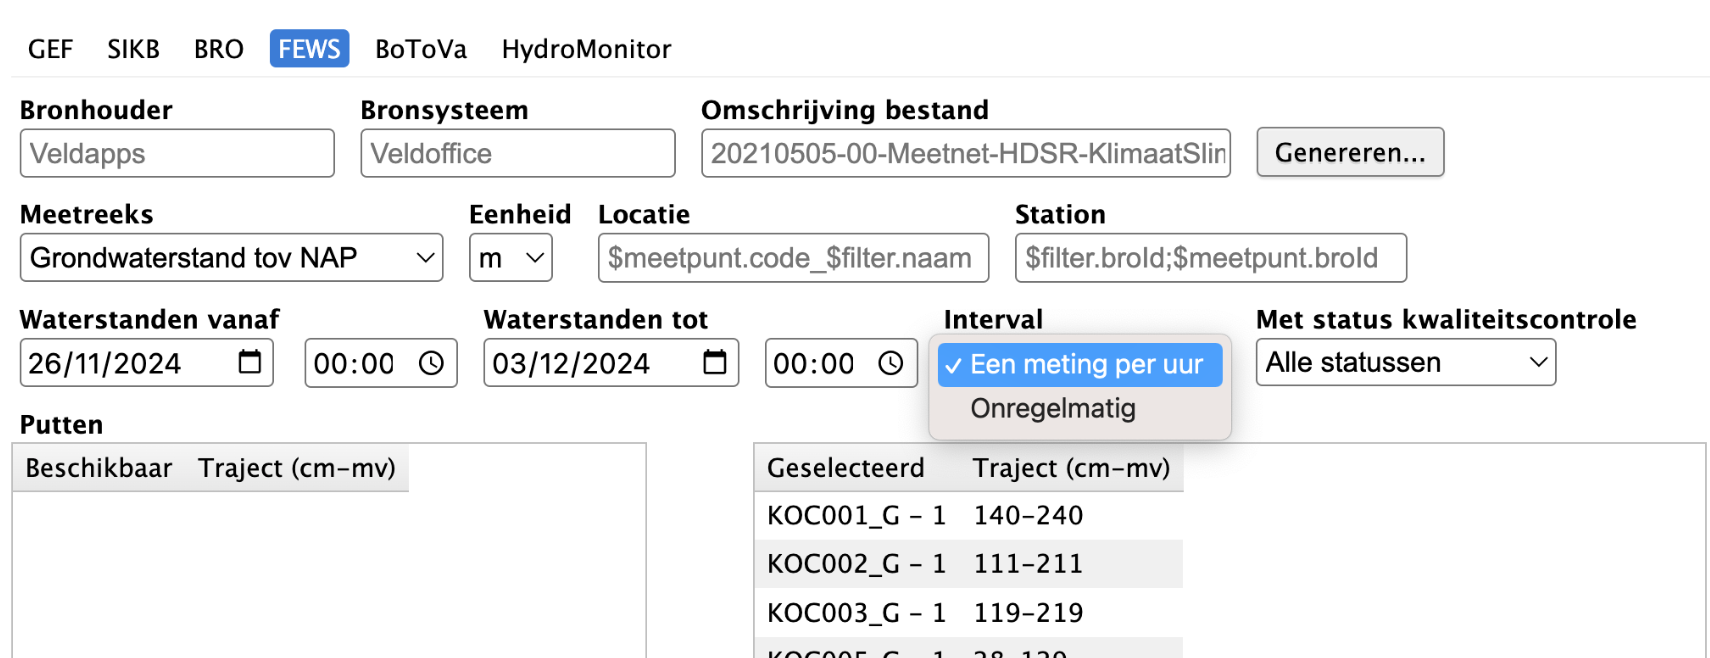 GEF SIKB BRO FEWS BoToVa HydroMonitor
Bronhouder Bronsysteem Omschrijving bestand
Veldapps Veldoffice 20210505-00-Meetnet-HDSR-KlimaatSlin Genereren...
Meetreeks Eenheid Locatie Station
Grondwaterstand tov NAP m $meetpunt.code_$filter.naam $filter.broId;$meetpunt.broId
Waterstanden vanaf Waterstanden tot Interval Met status kwaliteitscontrole
26/11/2024 00:00 03/12/2024 00:00 ✓ Een meting per uur Alle statussen
Onregelmatig
Putten
Beschikbaar Traject (cm-mv) Geselecteerd Traject (cm-mv)
KOC001_G - 1 140-240
KOC002_G - 1 111-211
KOC003_G - 1 119-219